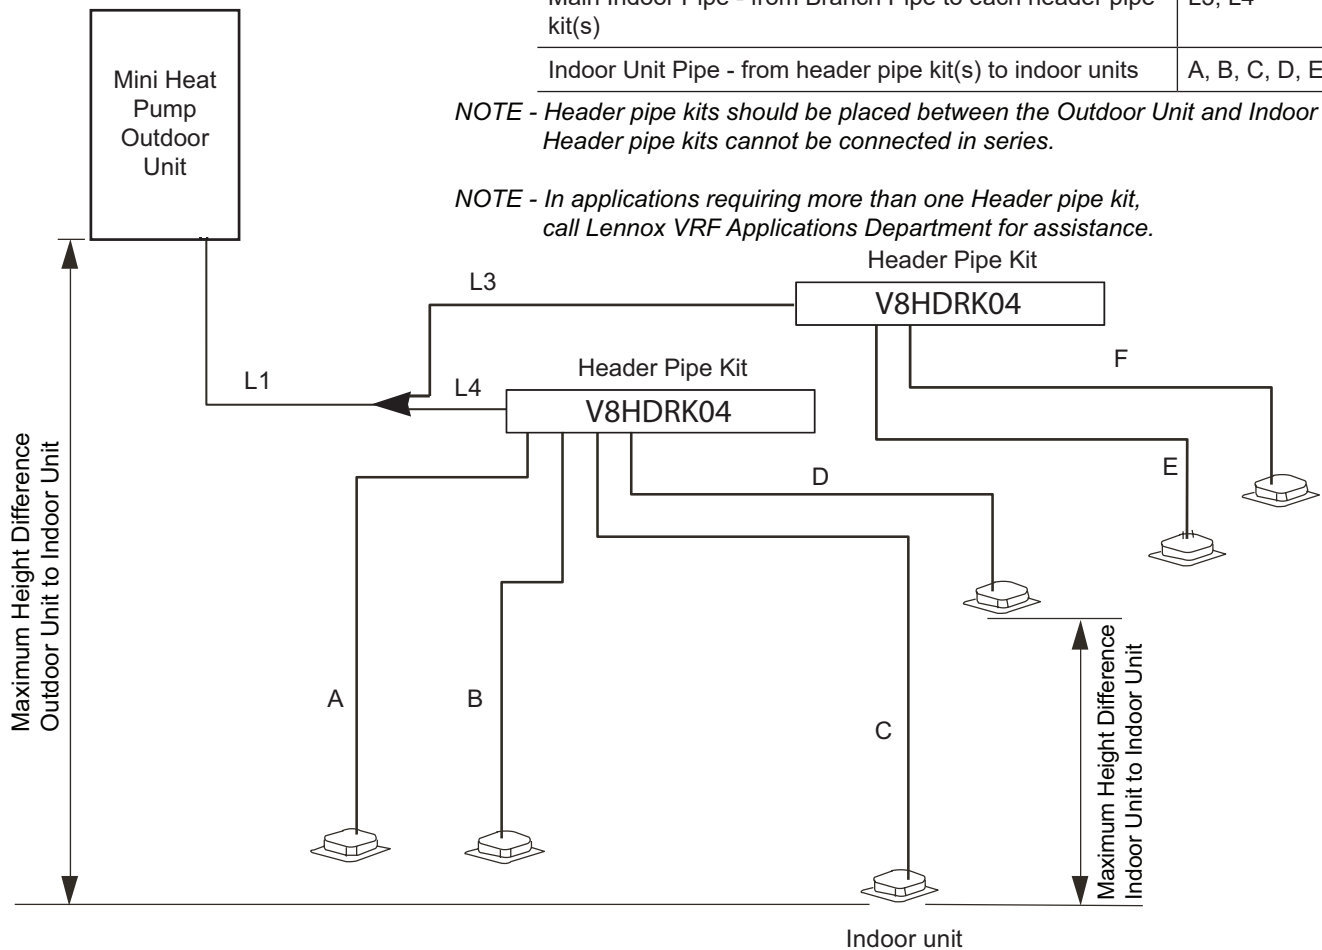 Main Indoor Pipe - from Branch Pipe to each header pipe
kit(s)
L3, L4
Indoor Unit Pipe - from header pipe kit(s) to indoor units
A, B, C, D, E
NOTE - Header pipe kits should be placed between the Outdoor Unit and Indoor
Header pipe kits cannot be connected in series.
NOTE - In applications requiring more than one Header pipe kit,
call Lennox VRF Applications Department for assistance.
Mini Heat
Pump
Outdoor
Unit
Header Pipe Kit
V8HDRK04
L3
Header Pipe Kit
V8HDRK04
L1
L4
F
E
D
A
B
C
Maximum Height Difference
Outdoor Unit to Indoor Unit
Maximum Height Difference
Indoor Unit to Indoor Unit
Indoor unit